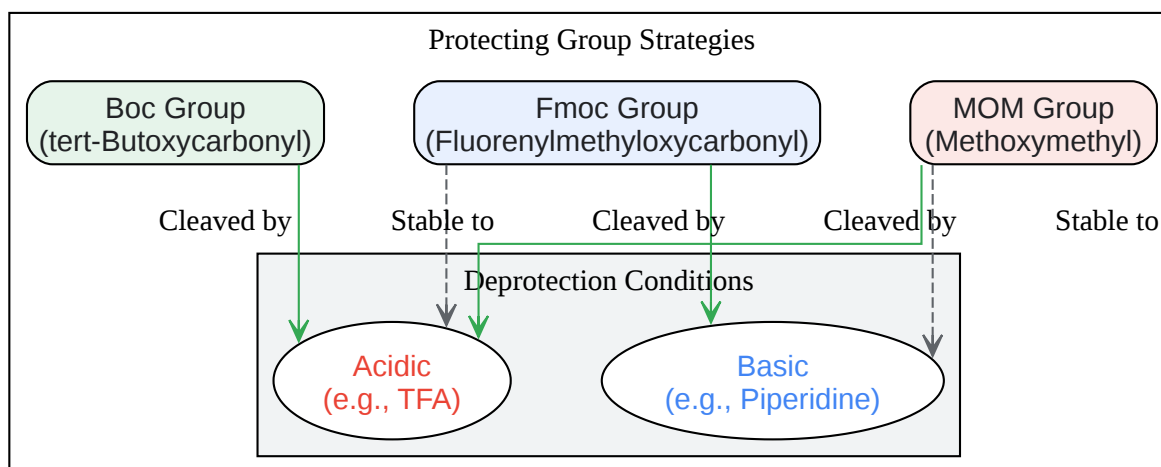 Protecting Group Strategies
Boc Group
(tert-Butoxycarbonyl)
Fmoc Group
(Fluorenylmethyloxycarbonyl)
MOM Group
(Methoxymethyl)
Cleaved by
Stable to
Cleaved by
Cleaved by
Stable to
Deprotection Conditions
Acidic
(e.g., TFA)
Basic
(e.g., Piperidine)